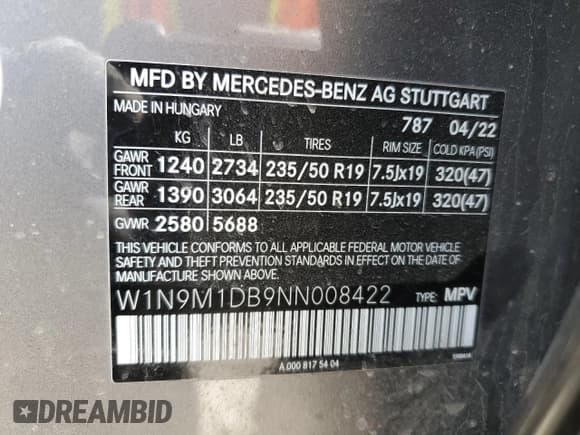 MFD BY MERCEDES-BENZ AG STUTTGART
MADE IN HUNGARY 787 04/22
KG LB TIRES RIM SIZE COLD KPA(PSI)
GAWR FRONT 1240 2734 235/50 R19 7.5Jx19 320(47)
GAWR REAR 1390 3064 235/50 R19 7.5Jx19 320(47)
GVWR 2580 5688
THIS VEHICLE CONFORMS TO ALL APPLICABLE FEDERAL MOTOR VEHICLE
SAFETY AND THEFT PREVENTION STANDARDS IN EFFECT ON THE DATE OF
MANUFACTURE SHOWN ABOVE.
W1N9M1DB9NN008422 TYPE: MPV
A 000 817 54 04
DREAMBID